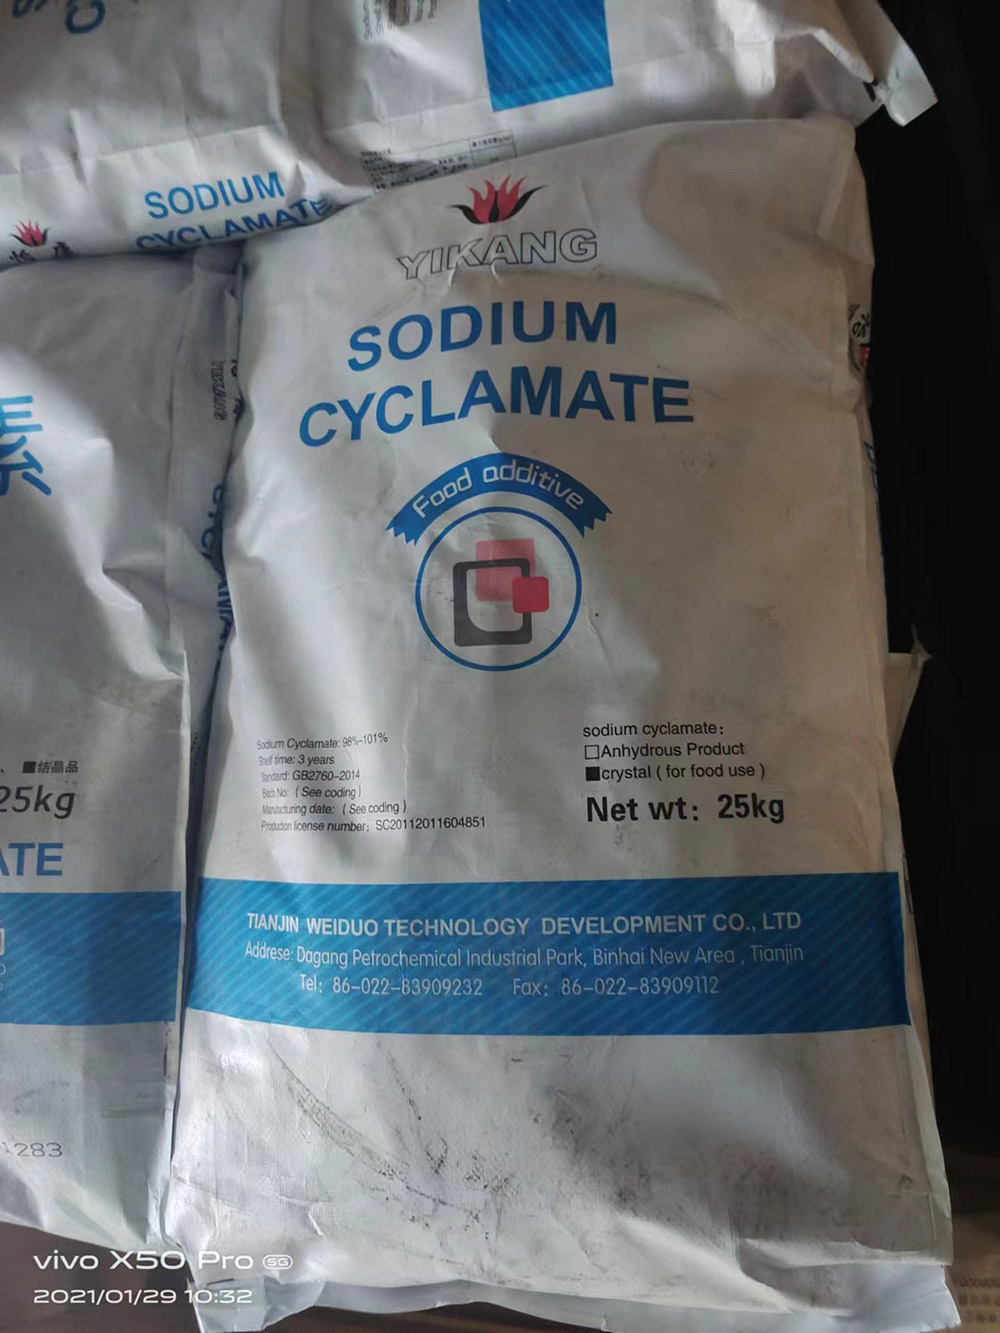 SODIUM
CYCLAMATE
YIKANG
SODIUM
CYCLAMATE
Food additive
Sodium Cyclamate: 98%-101%
Shelf time: 3 years
Standard: GB2760-2014
Batch No: ( See coding )
Manufacturing date: ( See coding )
Production license number: SC20112011604851
sodium cyclamate:
□Anhydrous Product
■crystal ( for food use )
Net wt: 25kg
TIANJIN WEIDUO TECHNOLOGY DEVELOPMENT CO., LTD
Addrese: Dagang Petrochemical Industrial Park, Binhai New Area , Tianjin
Tel: 86-022-83909232 Fax: 86-022-83909112
■结晶品
25kg
ATE
1283
vivo X50 Pro 5G
2021/01/29 10:32